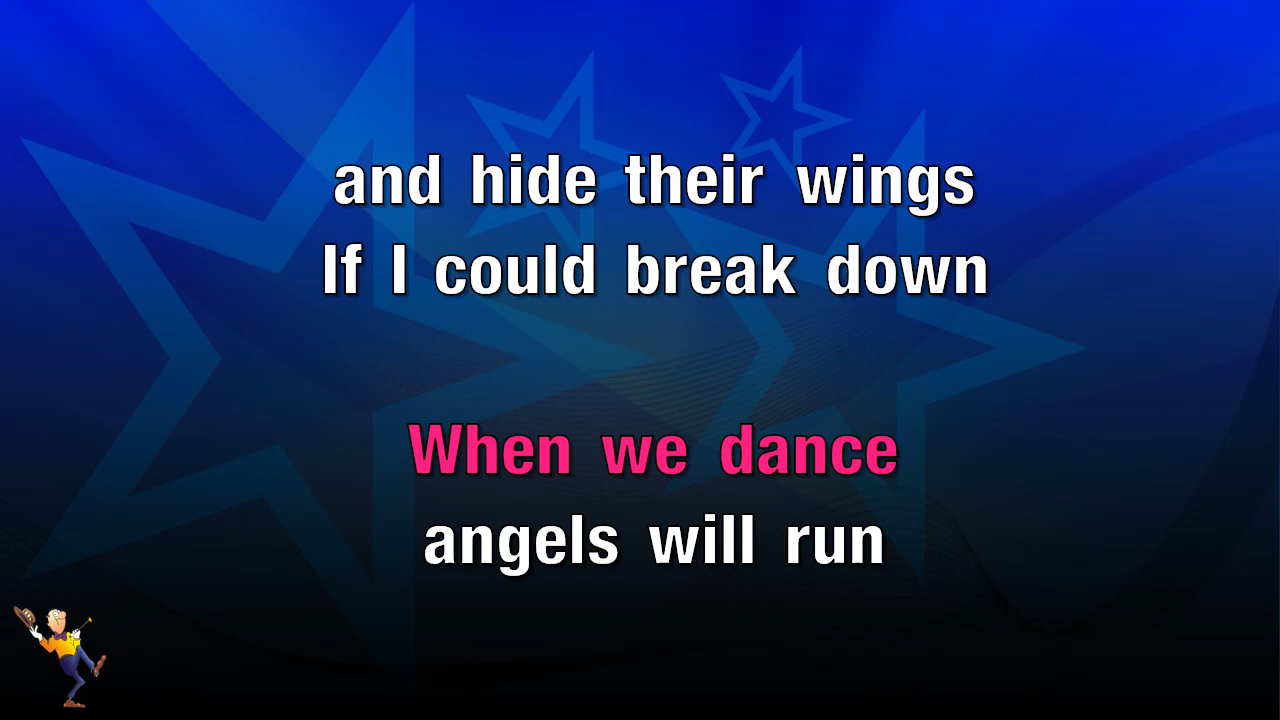 and hide their wings
If I could break down
When we dance
angels will run